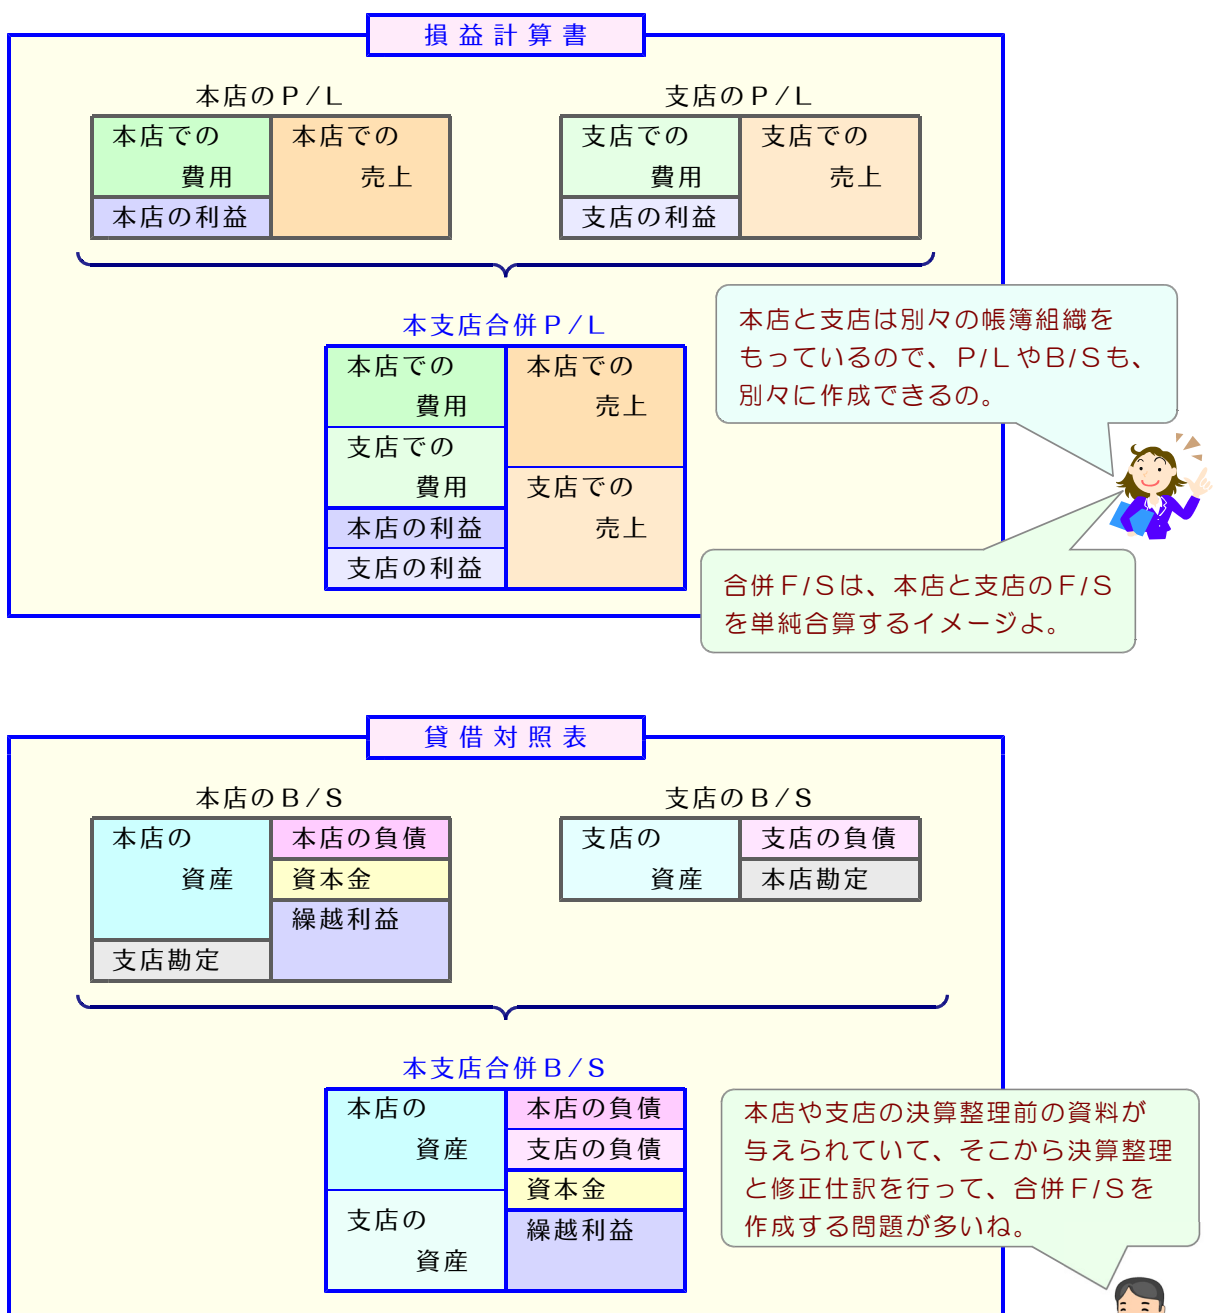 損益計算書
本店のP/L
本店での
費用
本店の利益
本店での
売上
支店のP/L
支店での
費用
支店の利益
支店での
売上
本支店合併P/L
本店での
費用
支店での
費用
本店の利益
支店の利益
本店での
売上
支店での
売上
本店と支店は別々の帳簿組織を
もっているので、P/LやB/Sも、
別々に作成できるの。
合併F/Sは、本店と支店のF/S
を単純合算するイメージよ。
貸借対照表
本店のB/S
本店の
資産
支店勘定
本店の負債
資本金
繰越利益
支店のB/S
支店の
資産
支店の負債
本店勘定
本支店合併B/S
本店の
資産
支店の
資産
本店の負債
支店の負債
資本金
繰越利益
本店や支店の決算整理前の資料が
与えられていて、そこから決算整理
と修正仕訳を行って、合併F/Sを
作成する問題が多いね。